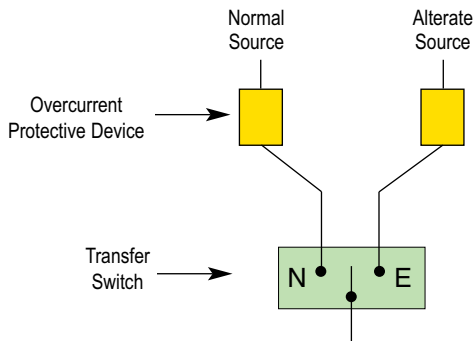 Normal
Source
Alterate
Source
Overcurrent
Protective Device
Transfer
Switch
N
E